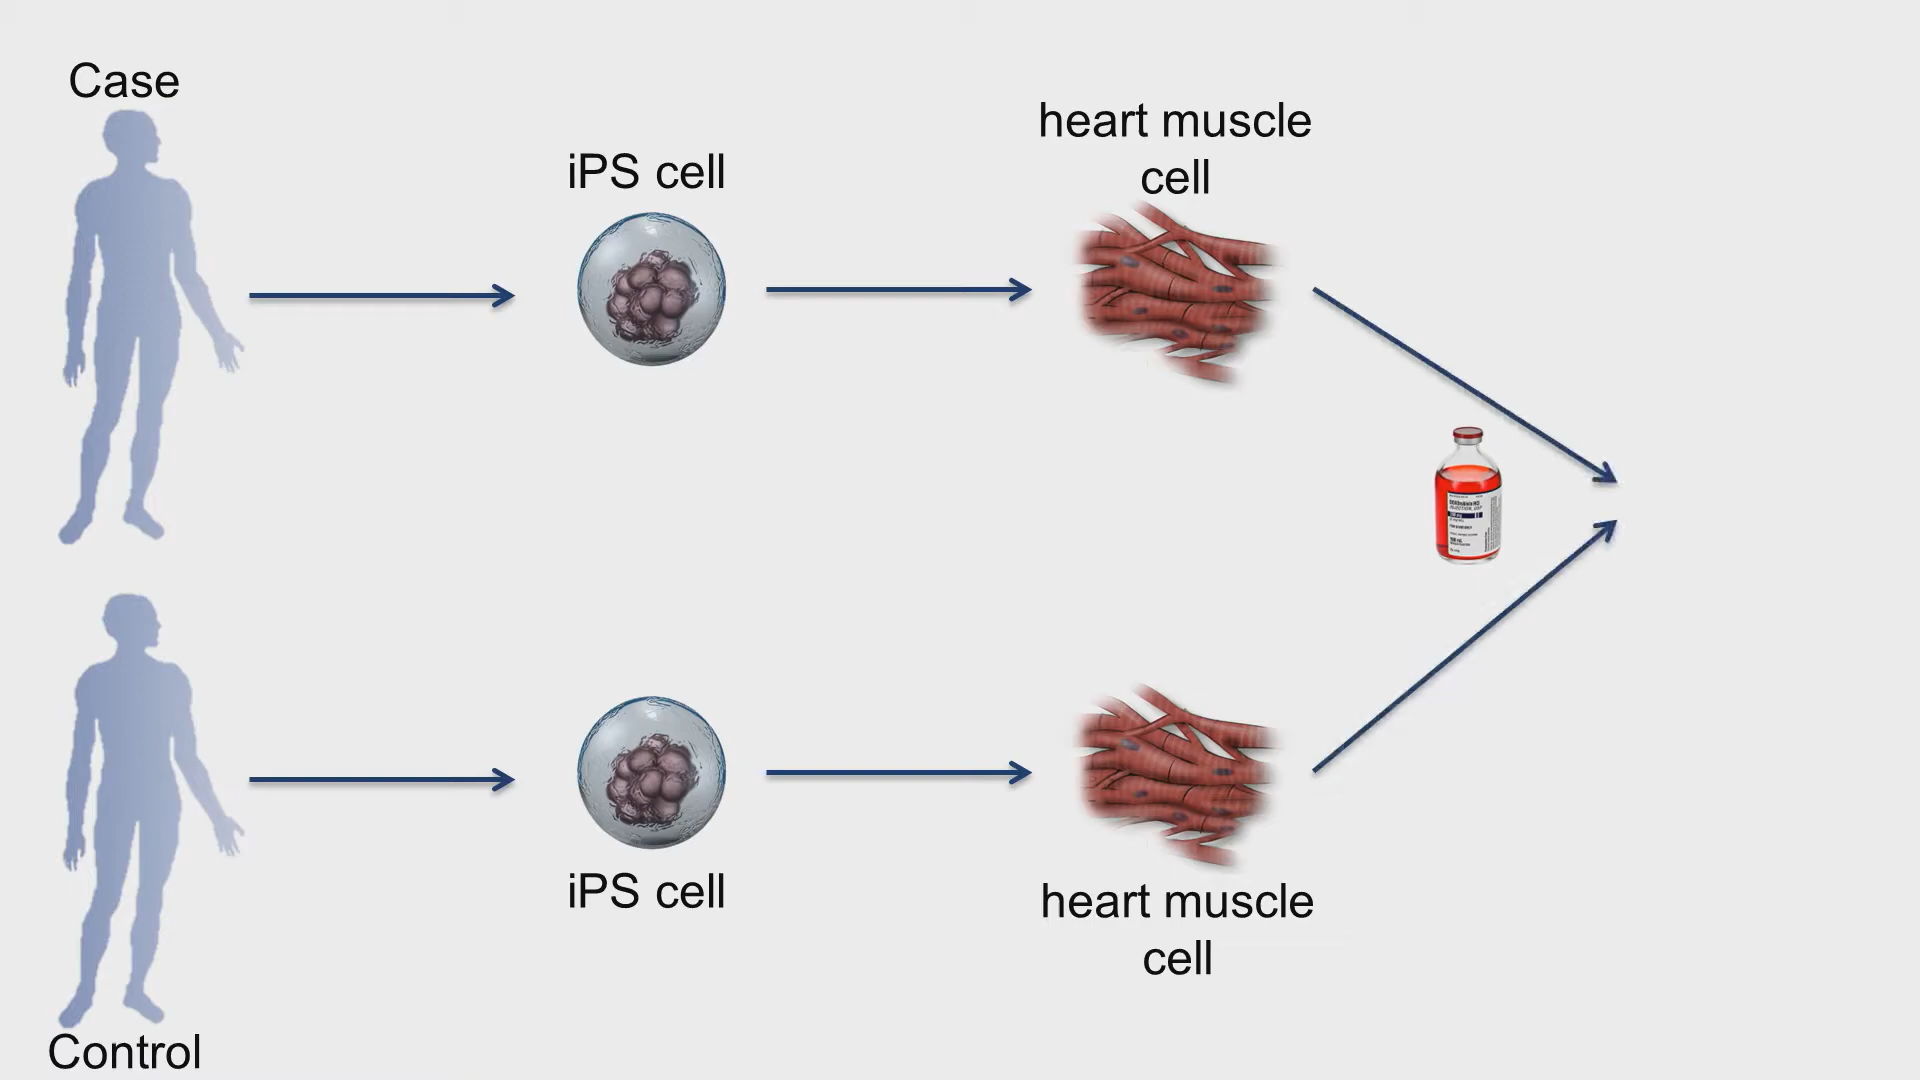 Case
iPS cell
heart muscle
cell
iPS cell
heart muscle
cell
Control